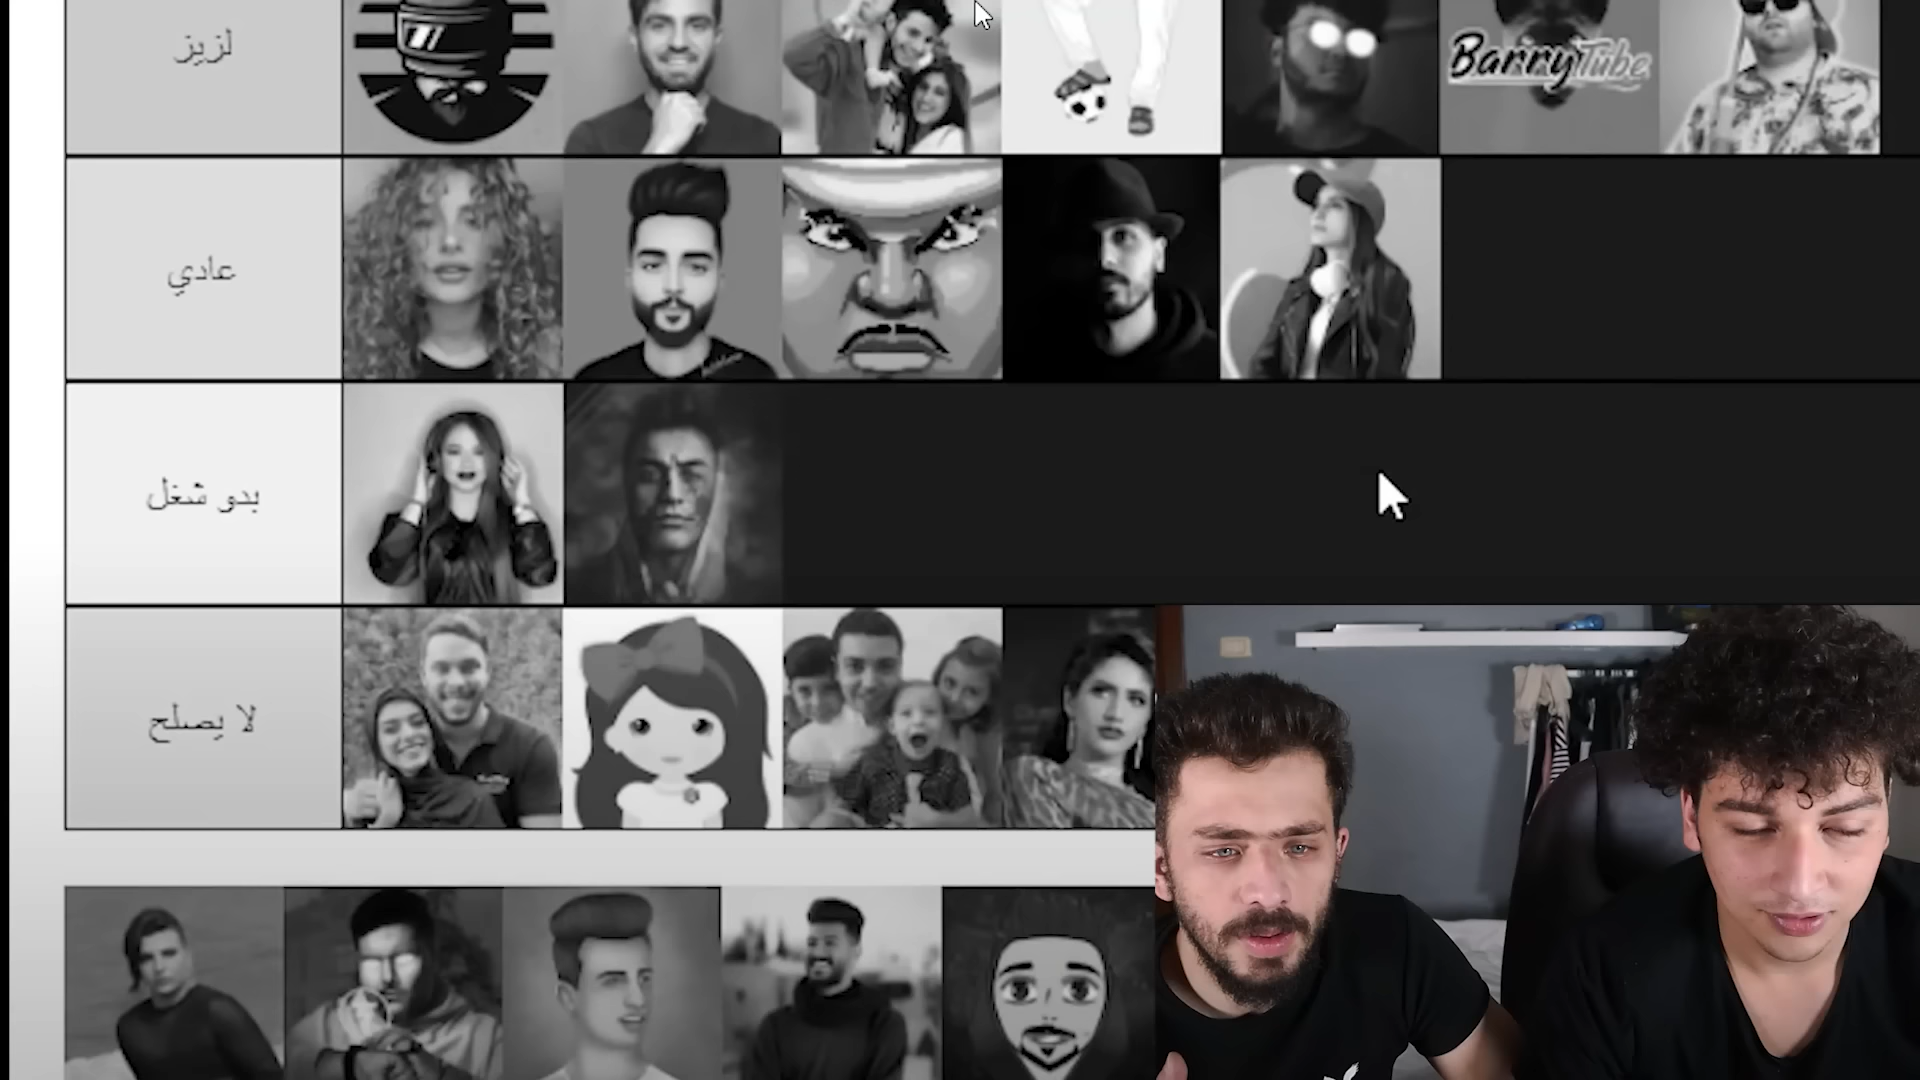 لزيز
BarryTube
عادي
بدو شغل
لا يصلح